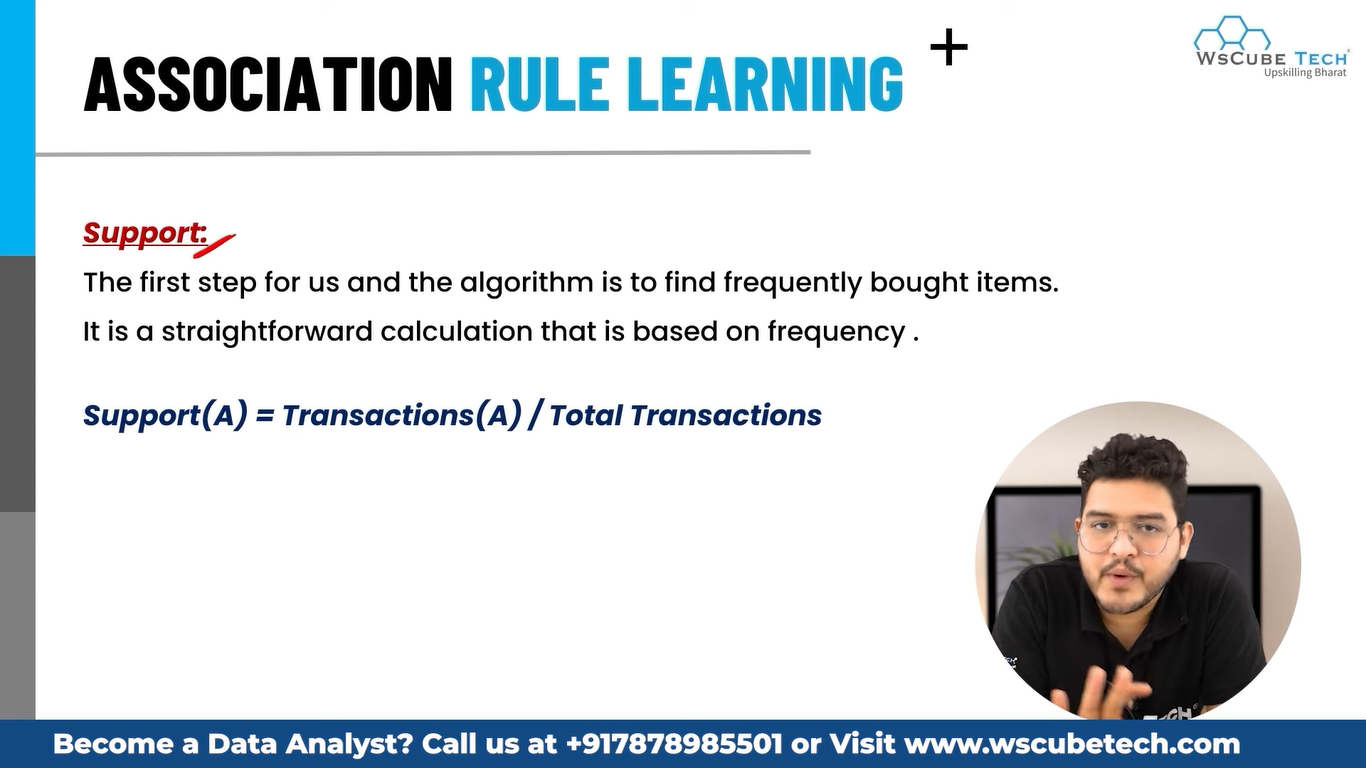 ASSOCIATION RULE LEARNING
WSCUBE TECH
Upskilling Bharat
Support:
The first step for us and the algorithm is to find frequently bought items.
It is a straightforward calculation that is based on frequency .
Support(A) = Transactions(A) / Total Transactions
Become a Data Analyst? Call us at +917878985501 or Visit www.wscubetech.com